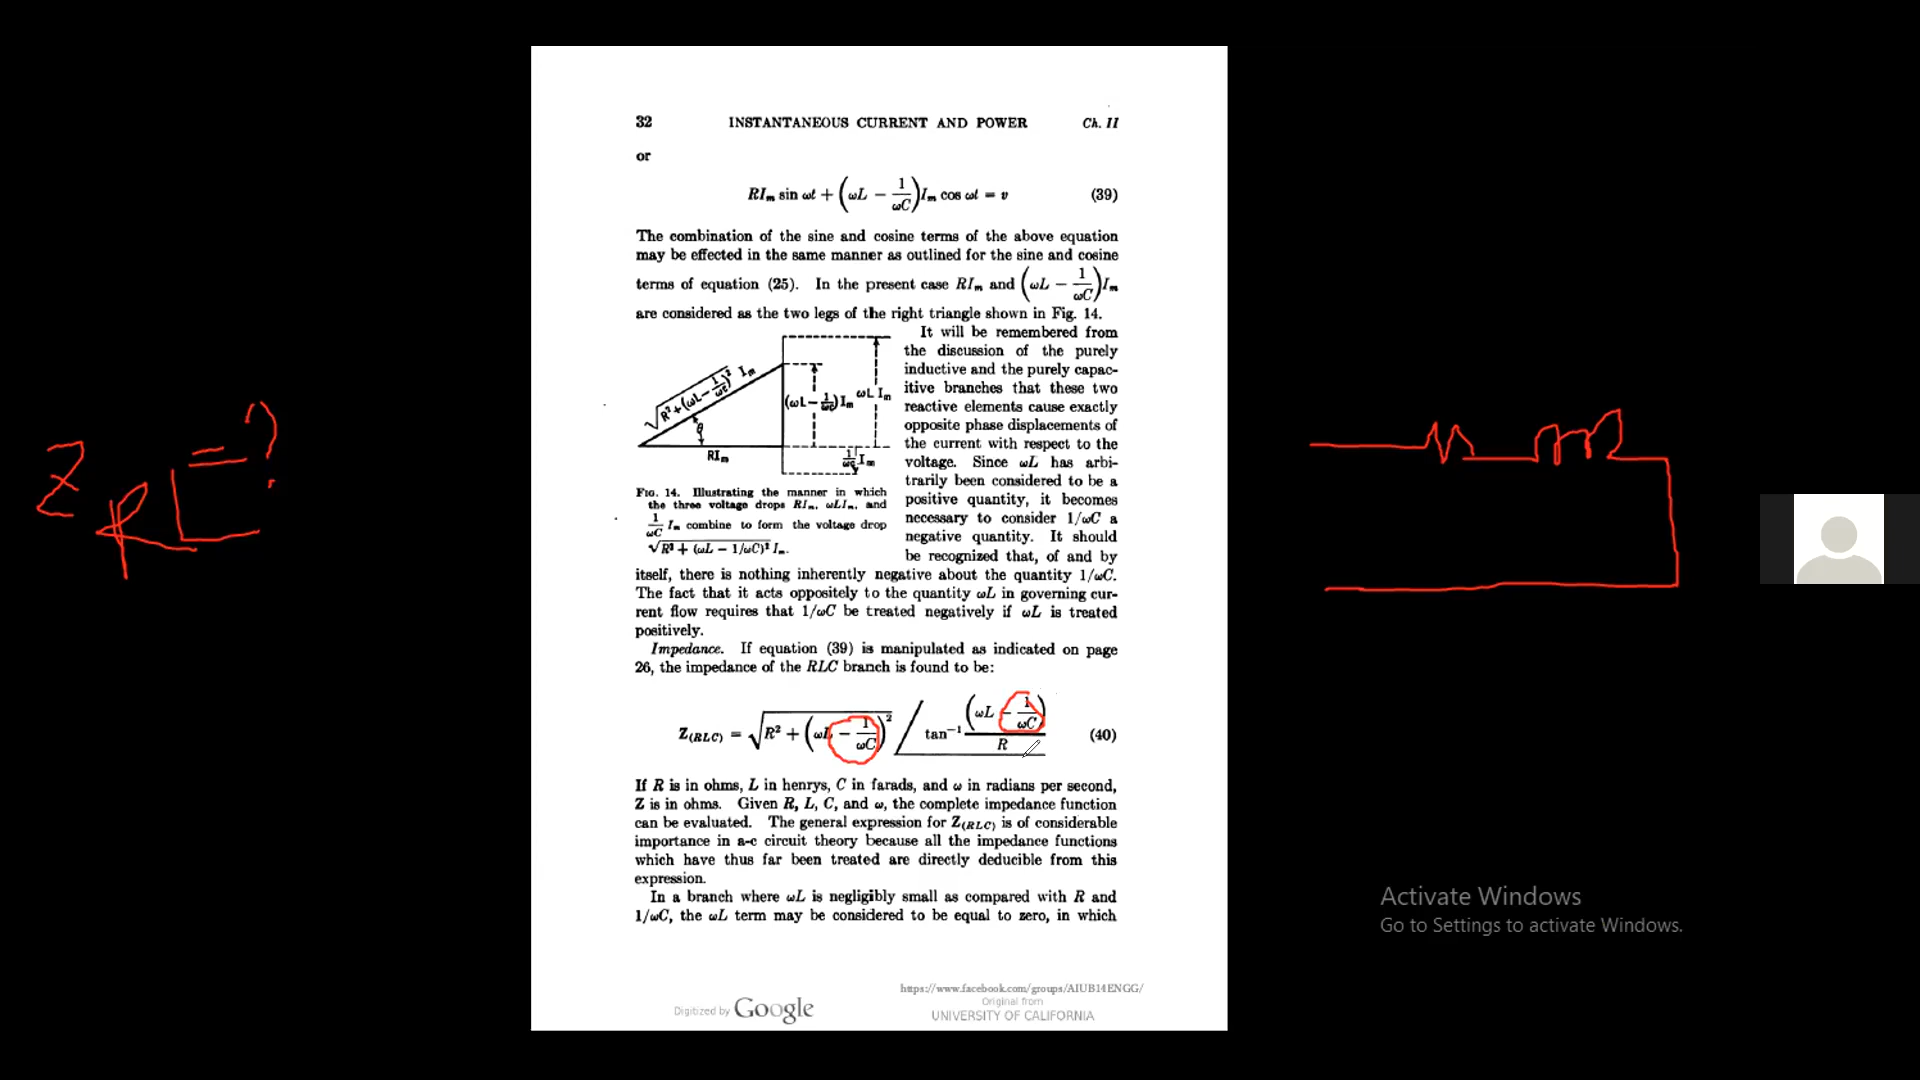 32 INSTANTANEOUS CURRENT AND POWER Ch. II
or
RIₘ sin ωt + (ωL − 1/ωC) Iₘ cos ωt = v (39)
The combination of the sine and cosine terms of the above equation
may be effected in the same manner as outlined for the sine and cosine
terms of equation (25). In the present case RIₘ and (ωL − 1/ωC) Iₘ
are considered as the two legs of the right triangle shown in Fig. 14.
√R² + (ωL − 1/ωC)² Iₘ
θ
RIₘ
(ωL − 1/ωC) Iₘ
ωL Iₘ
1/ωC Iₘ
Fig. 14. Illustrating the manner in which
the three voltage drops RIₘ, ωLIₘ, and
1/ωC Iₘ combine to form the voltage drop
√R² + (ωL − 1/ωC)² Iₘ.
It will be remembered from
the discussion of the purely
inductive and the purely capac-
itive branches that these two
reactive elements cause exactly
opposite phase displacements of
the current with respect to the
voltage. Since ωL has arbi-
trarily been considered to be a
positive quantity, it becomes
necessary to consider 1/ωC a
negative quantity. It should
be recognized that, of and by
itself, there is nothing inherently negative about the quantity 1/ωC.
The fact that it acts oppositely to the quantity ωL in governing cur-
rent flow requires that 1/ωC be treated negatively if ωL is treated
positively.
Impedance. If equation (39) is manipulated as indicated on page
26, the impedance of the RLC branch is found to be:
Z(RLC) = √R² + (ωL − 1/ωC)² / tan⁻¹ (ωL − 1/ωC)/R (40)
If R is in ohms, L in henrys, C in farads, and ω in radians per second,
Z is in ohms. Given R, L, C, and ω, the complete impedance function
can be evaluated. The general expression for Z(RLC) is of considerable
importance in a-c circuit theory because all the impedance functions
which have thus far been treated are directly deducible from this
expression.
In a branch where ωL is negligibly small as compared with R and
1/ωC, the ωL term may be considered to be equal to zero, in which
Digitized by Google
https://www.facebook.com/groups/AIUB14ENGG/
Original from
UNIVERSITY OF CALIFORNIA
Z RL = ?
Activate Windows
Go to Settings to activate Windows.